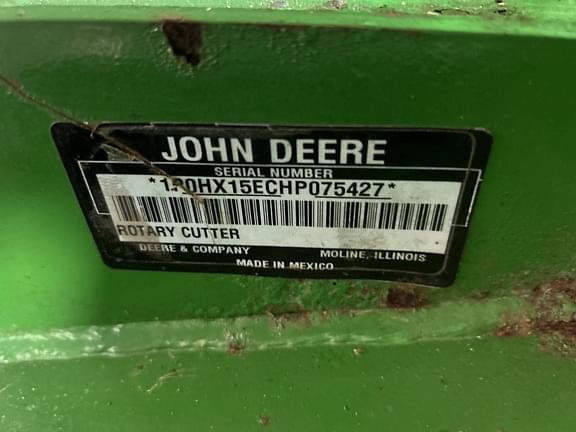 JOHN DEERE
SERIAL NUMBER
*1P0HX15ECHP075427*
ROTARY CUTTER
DEERE & COMPANY MOLINE, ILLINOIS
MADE IN MEXICO